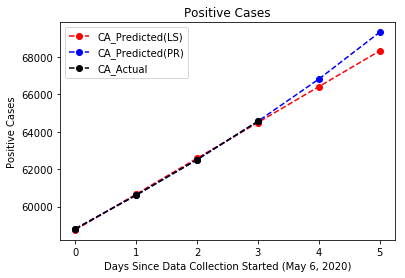 Positive Cases
CA_Predicted(LS)
CA_Predicted(PR)
CA_Actual
Positive Cases
68000
66000
64000
62000
60000
0 1 2 3 4 5
Days Since Data Collection Started (May 6, 2020)